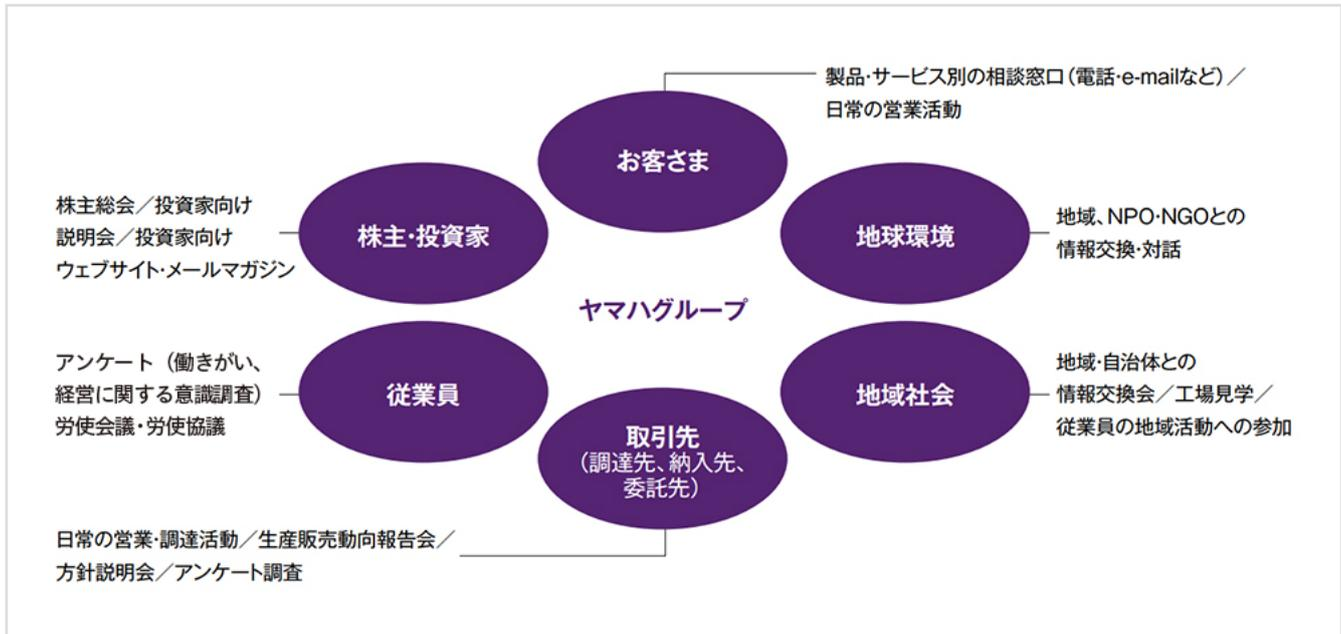 製品・サービス別の相談窓口（電話・e-mailなど）／
日常の営業活動
お客さま
株主総会／投資家向け
説明会／投資家向け
ウェブサイト・メールマガジン
株主・投資家
地球環境
地域、NPO・NGOとの
情報交換・対話
ヤマハグループ
アンケート（働きがい、
経営に関する意識調査）
労使会議・労使協議
従業員
地域社会
地域・自治体との
情報交換会／工場見学／
従業員の地域活動への参加
取引先
（調達先、納入先、
委託先）
日常の営業・調達活動／生産販売動向報告会／
方針説明会／アンケート調査